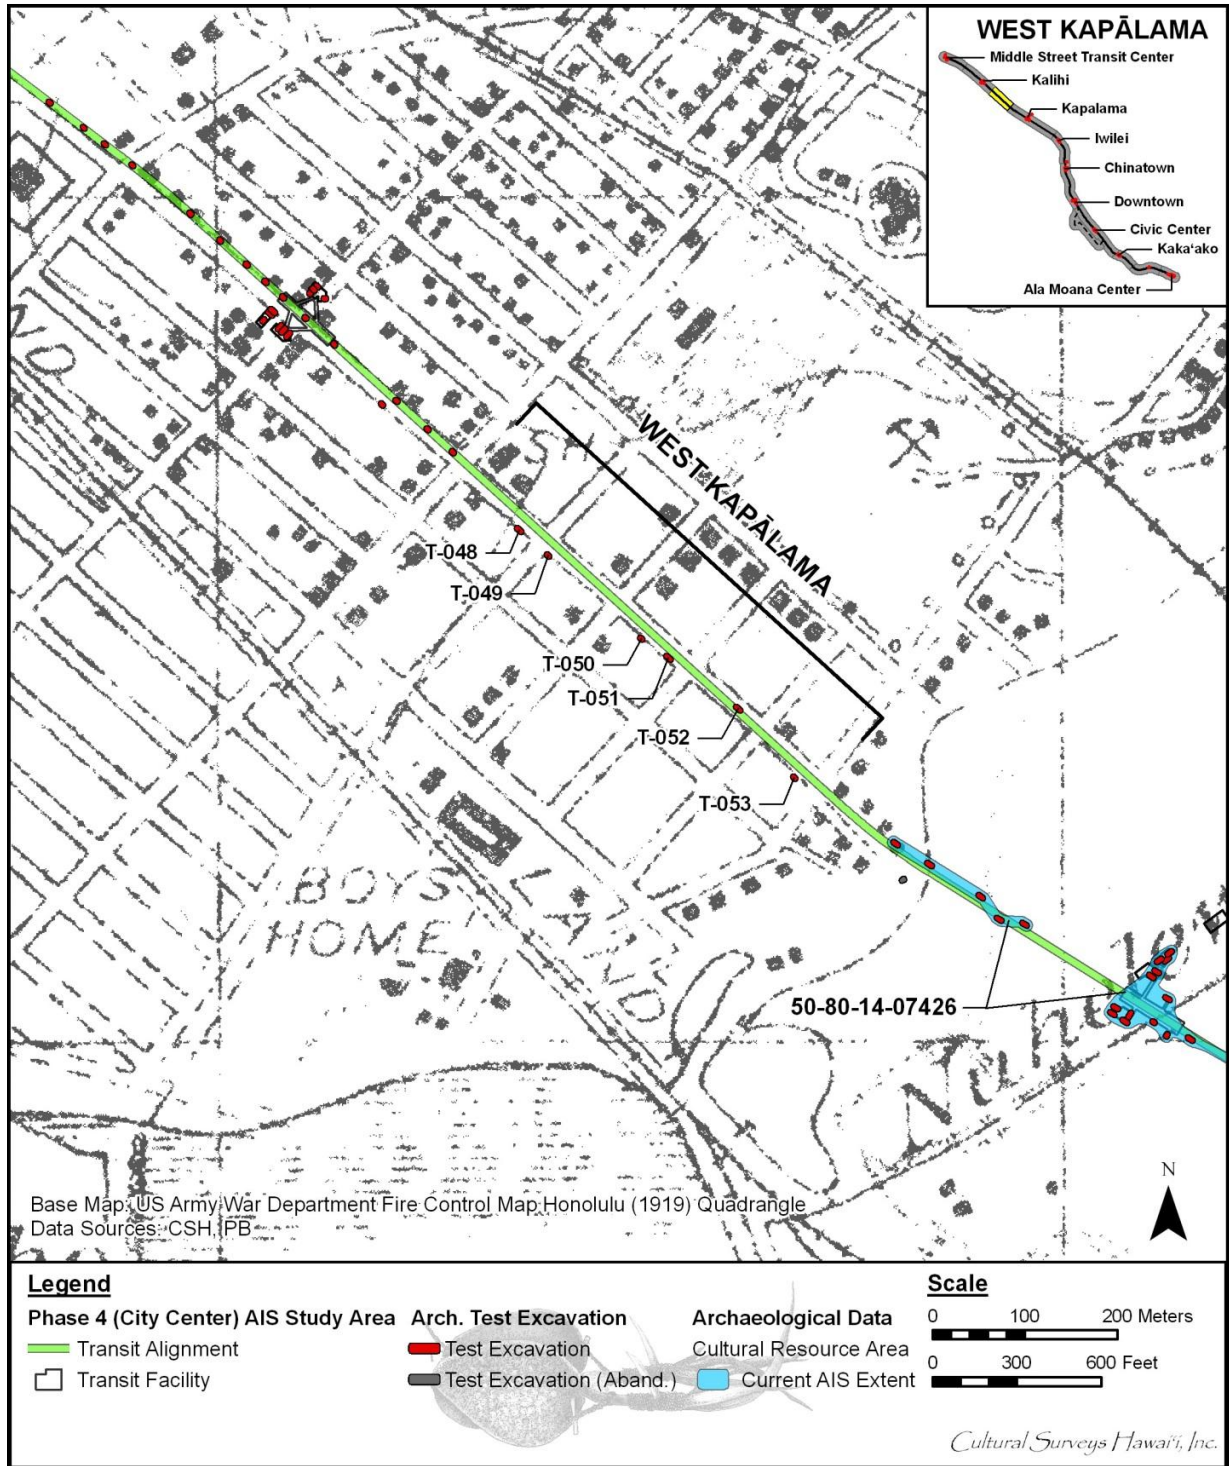 WEST KAPĀLAMA
Middle Street Transit Center
Kalihi
Kapalama
Iwilei
Chinatown
Downtown
Civic Center
Kaka'ako
Ala Moana Center
WEST KAPĀLAMA
T-048
T-049
T-050
T-051
T-052
T-053
BOYS
HOME
50-80-14-07426
N
Base Map: US Army War Department Fire Control Map Honolulu (1919) Quadrangle
Data Sources: CSH, PB
Legend
Phase 4 (City Center) AIS Study Area
Transit Alignment
Transit Facility
Arch. Test Excavation
Test Excavation
Test Excavation (Aband.)
Archaeological Data
Cultural Resource Area
Current AIS Extent
Scale
0 100 200 Meters
0 300 600 Feet
Cultural Surveys Hawai'i, Inc.